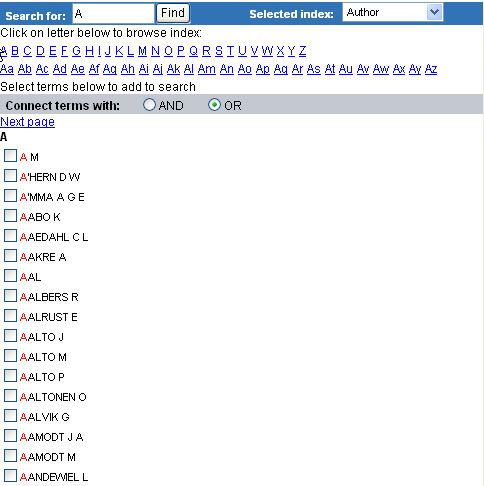 Search for: A Find Selected index: Author
Click on letter below to browse index:
A B C D E F G H I J K L M N O P Q R S T U V W X Y Z
Aa Ab Ac Ad Ae Af Ag Ah Ai Aj Ak Al Am An Ao Ap Aq Ar As At Au Av Aw Ax Ay Az
Select terms below to add to search
Connect terms with: AND OR
Next page
A
A M
A'HERN D W
A'MMA A G E
AABO K
AAEDAHL C L
AAKRE A
AAL
AALBERS R
AALRUST E
AALTO J
AALTO M
AALTO P
AALTONEN O
AALVIK G
AAMODT J A
AAMODT M
AANDEWIEL L